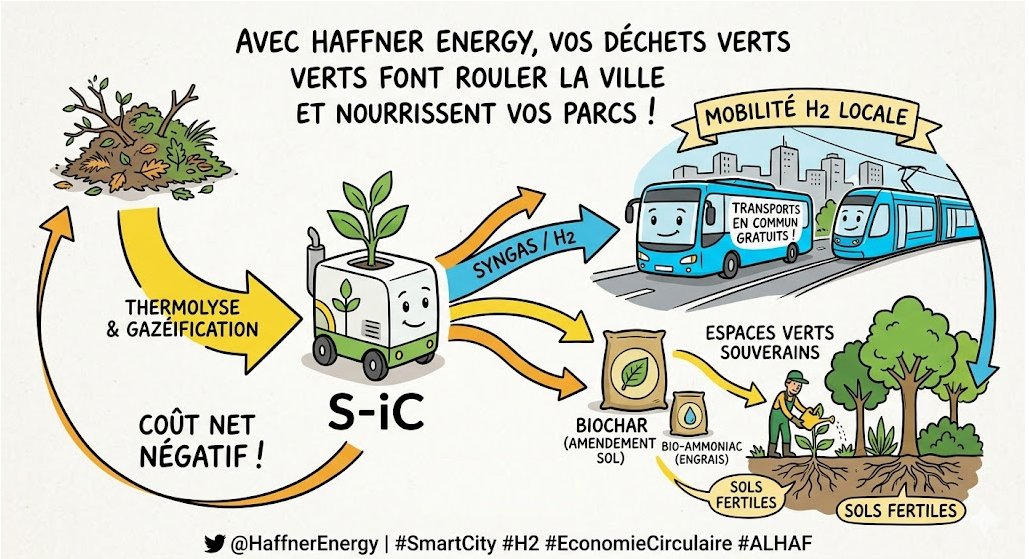 AVEC HAFFNER ENERGY, VOS DÉCHETS VERTS
VERTS FONT ROULER LA VILLE
ET NOURRISSENT VOS PARCS !
MOBILITÉ H2 LOCALE
TRANSPORTS
EN COMMUN
GRATUITS !
SYNGAS / H2
THERMOLYSE
& GAZÉIFICATION
S-iC
COÛT NET
NÉGATIF !
ESPACES VERTS
SOUVERAINS
BIOCHAR
(AMENDEMENT
SOL)
BIO-AMMONIAC
(ENGRAIS)
SOLS
FERTILES
SOLS FERTILES
@HaffnerEnergy | #SmartCity #H2 #EconomieCirculaire #ALHAF